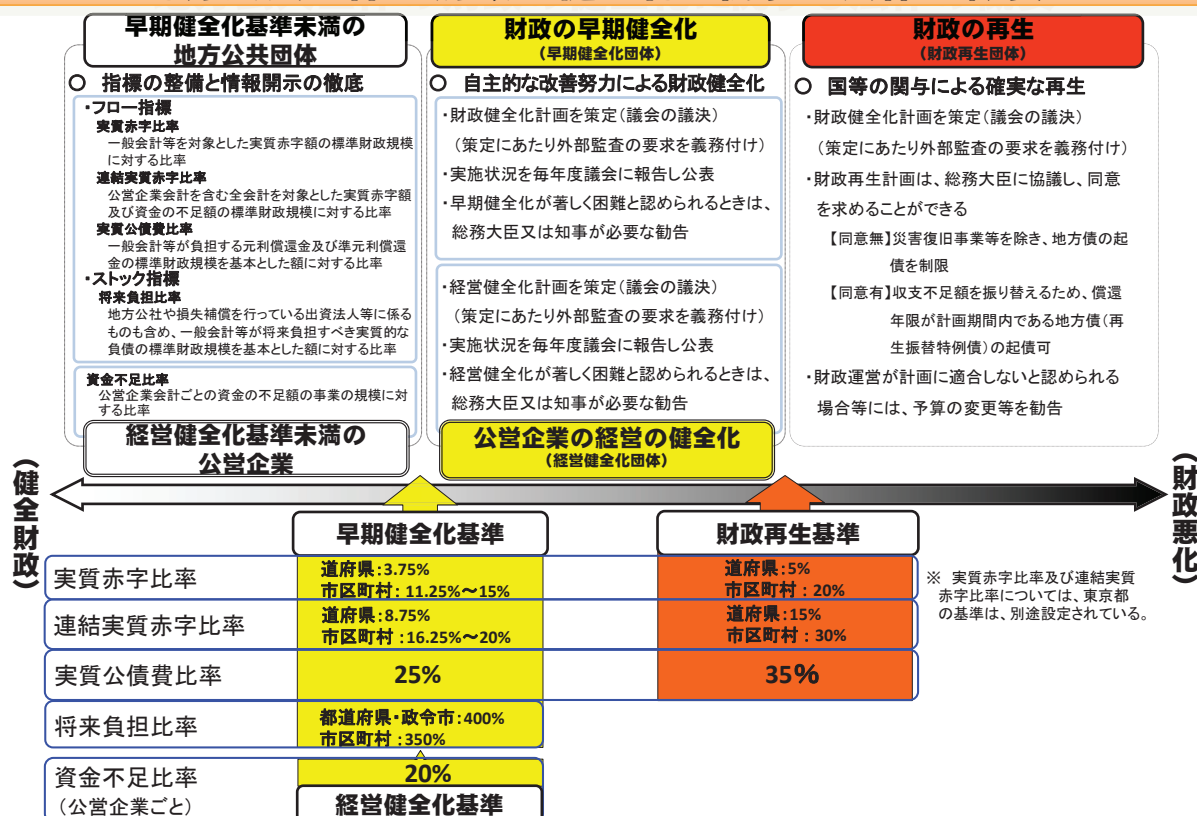 早期健全化基準未満の
地方公共団体
○ 指標の整備と情報開示の徹底
・フロー指標
実質赤字比率
一般会計等を対象とした実質赤字額の標準財政規模
に対する比率
連結実質赤字比率
公営企業会計を含む全会計を対象とした実質赤字額
及び資金の不足額の標準財政規模に対する比率
実質公債費比率
一般会計等が負担する元利償還金及び準元利償還
金の標準財政規模を基本とした額に対する比率
・ストック指標
将来負担比率
地方公社や損失補償を行っている出資法人等に係る
ものも含め、一般会計等が将来負担すべき実質的な
負債の標準財政規模を基本とした額に対する比率
資金不足比率
公営企業会計ごとの資金の不足額の事業の規模に対
する比率
経営健全化基準未満の
公営企業
財政の早期健全化
(早期健全化団体)
○ 自主的な改善努力による財政健全化
・財政健全化計画を策定(議会の議決)
(策定にあたり外部監査の要求を義務付け)
・実施状況を毎年度議会に報告し公表
・早期健全化が著しく困難と認められるときは、
総務大臣又は知事が必要な勧告
・経営健全化計画を策定(議会の議決)
(策定にあたり外部監査の要求を義務付け)
・実施状況を毎年度議会に報告し公表
・経営健全化が著しく困難と認められるときは、
総務大臣又は知事が必要な勧告
公営企業の経営の健全化
(経営健全化団体)
財政の再生
(財政再生団体)
○ 国等の関与による確実な再生
・財政健全化計画を策定(議会の議決)
(策定にあたり外部監査の要求を義務付け)
・財政再生計画は、総務大臣に協議し、同意
を求めることができる
【同意無】災害復旧事業等を除き、地方債の起
債を制限
【同意有】収支不足額を振り替えるため、償還
年限が計画期間内である地方債(再
生振替特例債)の起債可
・財政運営が計画に適合しないと認められる
場合等には、予算の変更等を勧告
(健全財政)
(財政悪化)
早期健全化基準
財政再生基準
実質赤字比率
道府県:3.75%
市区町村:11.25%~15%
道府県:5%
市区町村:20%
連結実質赤字比率
道府県:8.75%
市区町村:16.25%~20%
道府県:15%
市区町村:30%
実質公債費比率
25%
35%
将来負担比率
都道府県・政令市:400%
市区町村:350%
資金不足比率
(公営企業ごと)
20%
経営健全化基準
※ 実質赤字比率及び連結実質
赤字比率については、東京都
の基準は、別途設定されている。